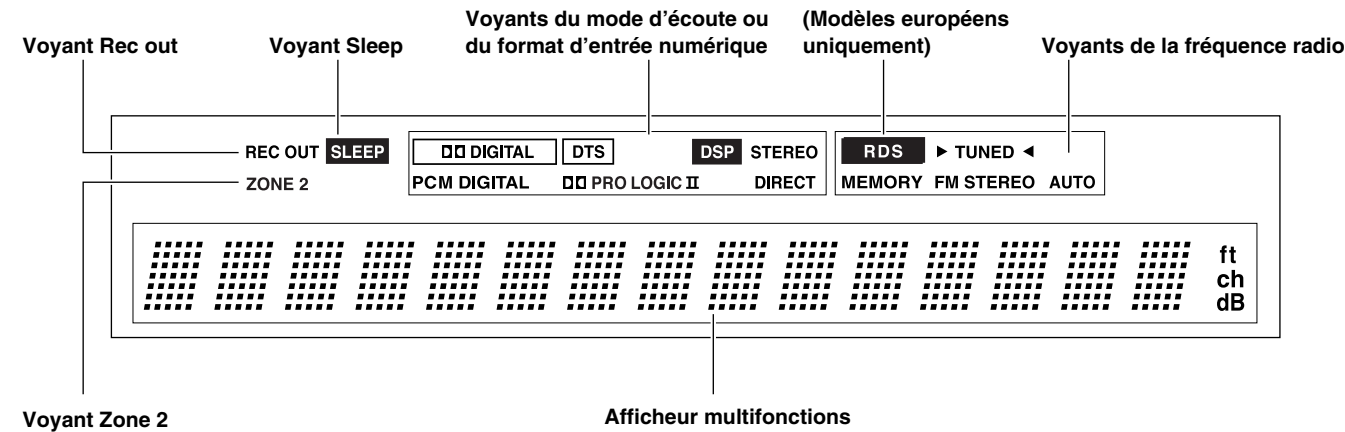 Voyants du mode d'écoute ou
du format d'entrée numérique
(Modèles européens
uniquement)
Voyant Rec out
Voyant Sleep
Voyants de la fréquence radio
REC OUT SLEEP
DIGITAL DTS DSP STEREO
RDS TUNED
ZONE 2
PCM DIGITAL PRO LOGIC II DIRECT
MEMORY FM STEREO AUTO
ft
ch
dB
Voyant Zone 2
Afficheur multifonctions